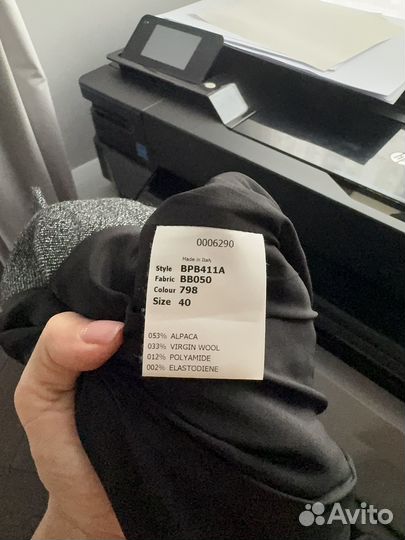 0006290
Made in Italy
Style BPB411A
Fabric BB050
Colour 798
Size 40
053% ALPACA
033% VIRGIN WOOL
012% POLYAMIDE
002% ELASTODIENE
hp
Avito